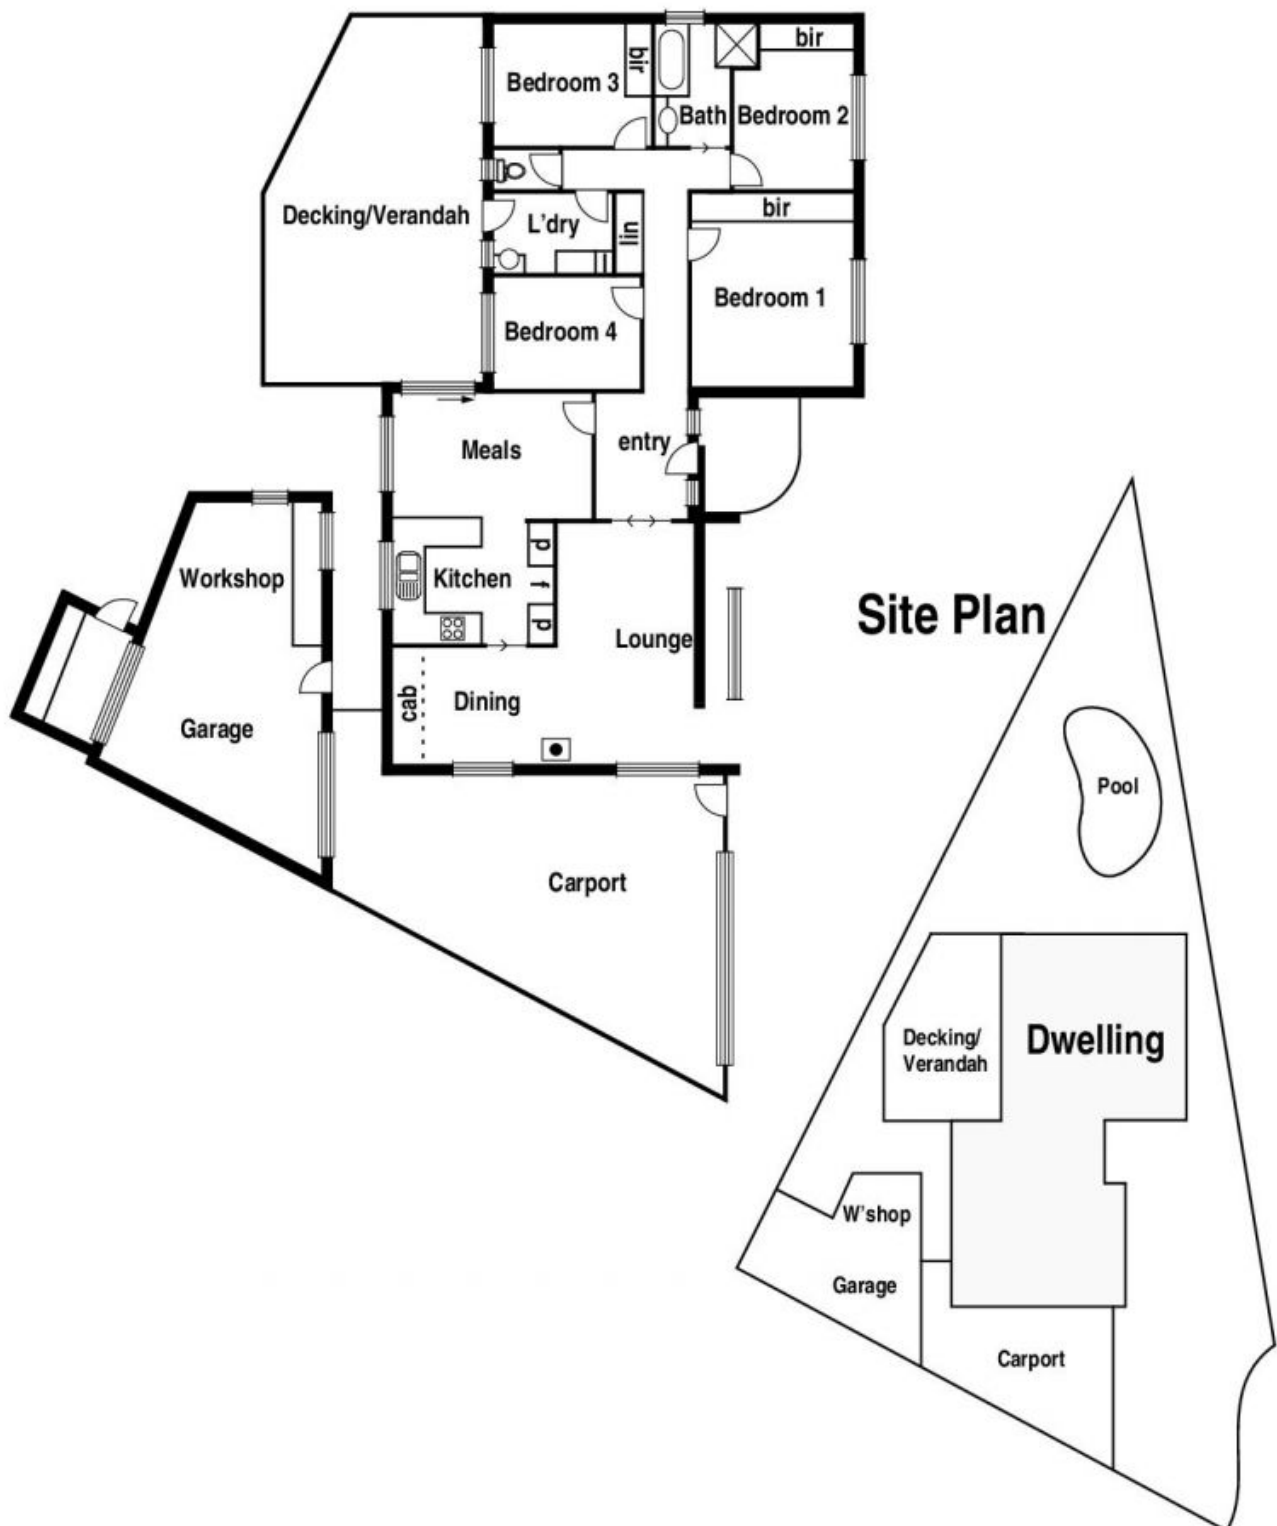 bir
bir
Bedroom 3
Bath
Bedroom 2
Decking/Verandah
L'dry
lin
bir
Bedroom 1
Bedroom 4
Meals
entry
p
Kitchen
f
p
Workshop
Lounge
Site Plan
cab
Dining
Garage
Pool
Carport
Decking/
Verandah
Dwelling
W'shop
Garage
Carport